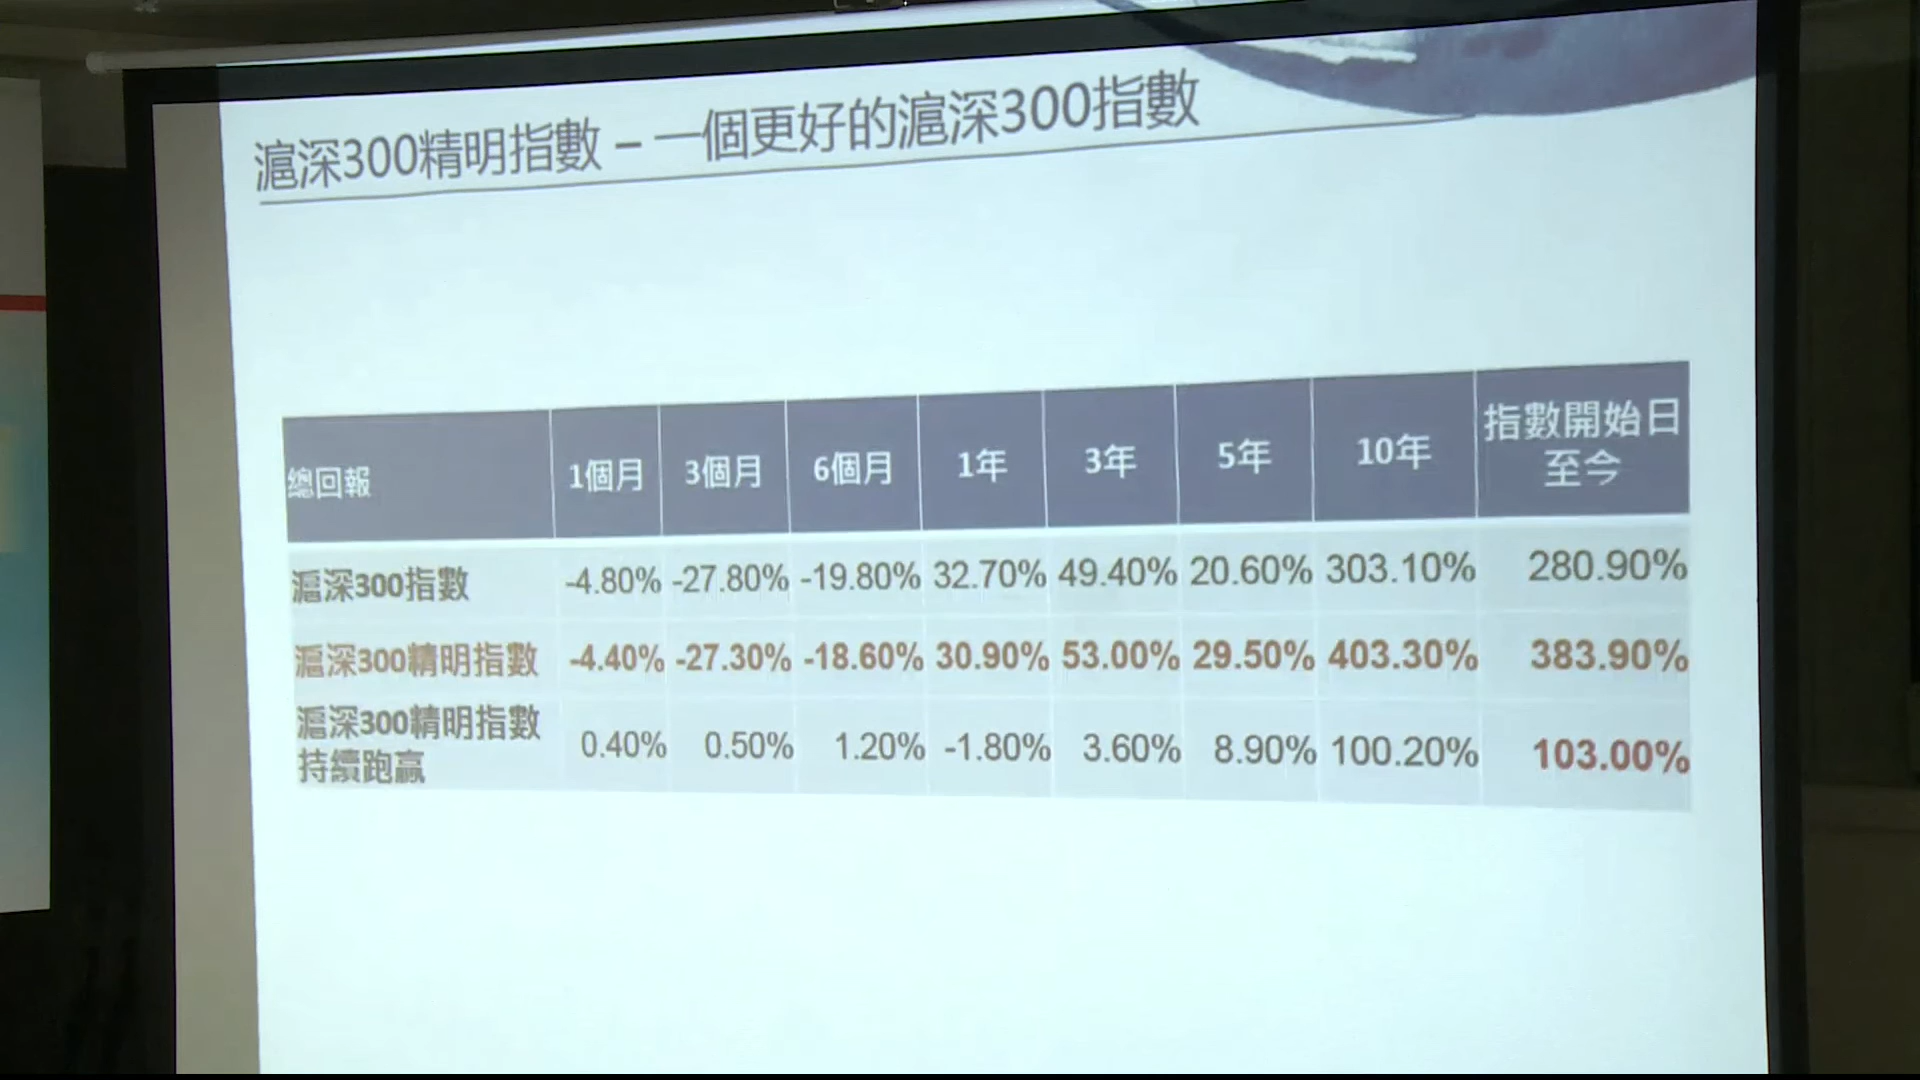 滬深300精明指數 – 一個更好的滬深300指數
總回報 1個月 3個月 6個月 1年 3年 5年 10年 指數開始日
至今
滬深300指數 -4.80% -27.80% -19.80% 32.70% 49.40% 20.60% 303.10% 280.90%
滬深300精明指數 -4.40% -27.30% -18.60% 30.90% 53.00% 29.50% 403.30% 383.90%
滬深300精明指數
持續跑贏 0.40% 0.50% 1.20% -1.80% 3.60% 8.90% 100.20% 103.00%